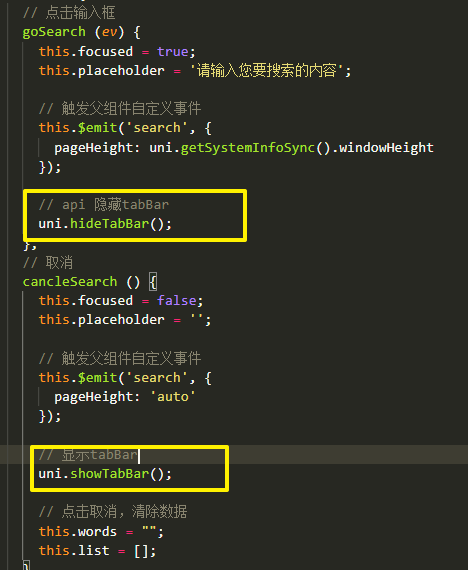 // 点击输入框
goSearch (ev) {
this.focused = true;
this.placeholder = '请输入您要搜索的内容';
// 触发父组件自定义事件
this.$emit('search', {
pageHeight: uni.getSystemInfoSync().windowHeight
});
// api 隐藏tabBar
uni.hideTabBar();
},
// 取消
cancleSearch () {
this.focused = false;
this.placeholder = '';
// 触发父组件自定义事件
this.$emit('search', {
pageHeight: 'auto'
});
// 显示tabBar
uni.showTabBar();
// 点击取消，清除数据
this.words = "";
this.list = [];
}